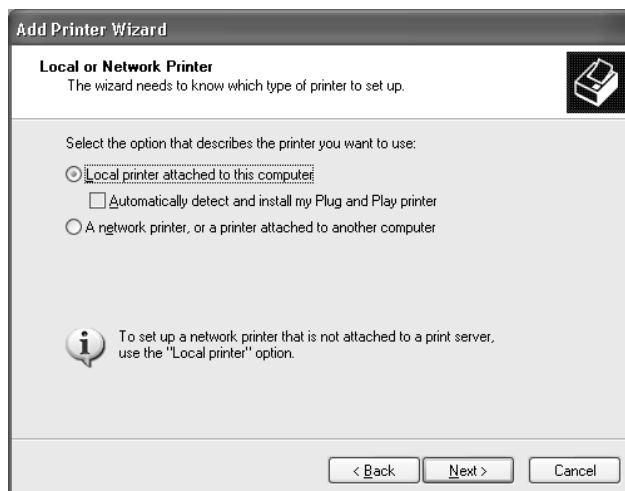 Add Printer Wizard
Local or Network Printer
The wizard needs to know which type of printer to set up.
Select the option that describes the printer you want to use:
Local printer attached to this computer
Automatically detect and install my Plug and Play printer
A network printer, or a printer attached to another computer
To set up a network printer that is not attached to a print server,
use the "Local printer" option.
< Back Next > Cancel